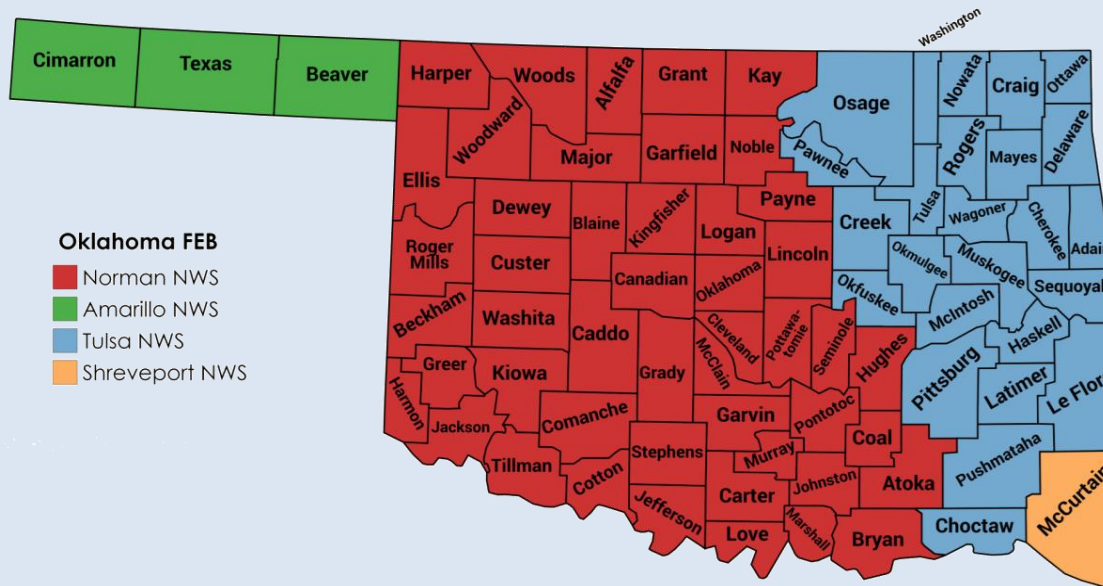 Washington
Cimarron
Texas
Beaver
Harper
Woods
Alfalfa
Grant
Kay
Osage
Nowata
Craig
Ottawa
Woodward
Major
Garfield
Noble
Pawnee
Rogers
Mayes
Delaware
Ellis
Dewey
Blaine
Kingfisher
Logan
Payne
Creek
Tulsa
Wagoner
Cherokee
Adair
Oklahoma FEB
Norman NWS
Amarillo NWS
Tulsa NWS
Shreveport NWS
Roger
Mills
Custer
Canadian
Oklahoma
Lincoln
Okmulgee
Muskogee
Sequoyal
Okfuskee
McIntosh
Beckham
Washita
Caddo
Grady
Cleveland
McClain
Pottawa-
tomie
Seminole
Hughes
Pittsburg
Haskell
Latimer
Le Flor
Harmon
Greer
Kiowa
Jackson
Comanche
Garvin
Pontotoc
Coal
Tillman
Cotton
Stephens
Murray
Johnston
Atoka
Pushmataha
McCurtain
Jefferson
Carter
Love
Marshall
Bryan
Choctaw